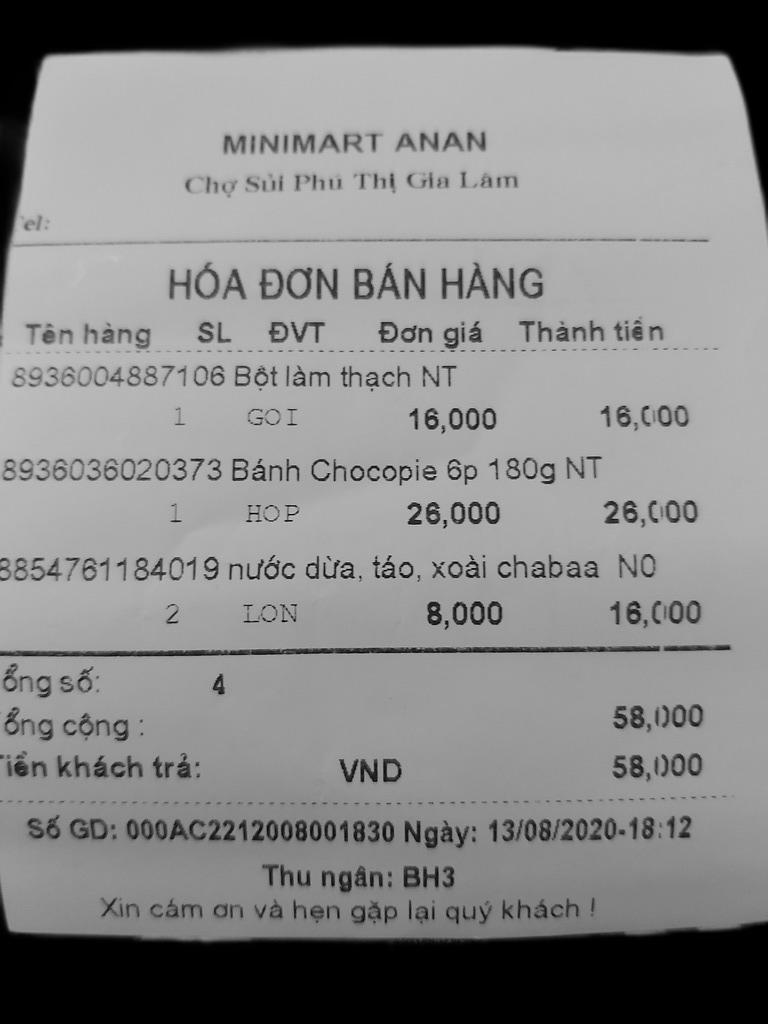 MINIMART ANAN
Chợ Sủi Phú Thị Gia Lâm
el:
HÓA ĐƠN BÁN HÀNG
Tên hàng SL ĐVT Đơn giá Thành tiền
8936004887106 Bột làm thạch NT
1 GOI 16,000 16,000
8936036020373 Bánh Chocopie 6p 180g NT
1 HOP 26,000 26,000
8854761184019 nước dừa, táo, xoài chabaa NO
2 LON 8,000 16,000
ổng số: 4
ổng cộng : 58,000
Tiền khách trả: VND 58,000
Số GD: 000AC2212008001830 Ngày: 13/08/2020-18:12
Thu ngân: BH3
Xin cám ơn và hẹn gặp lại quý khách !